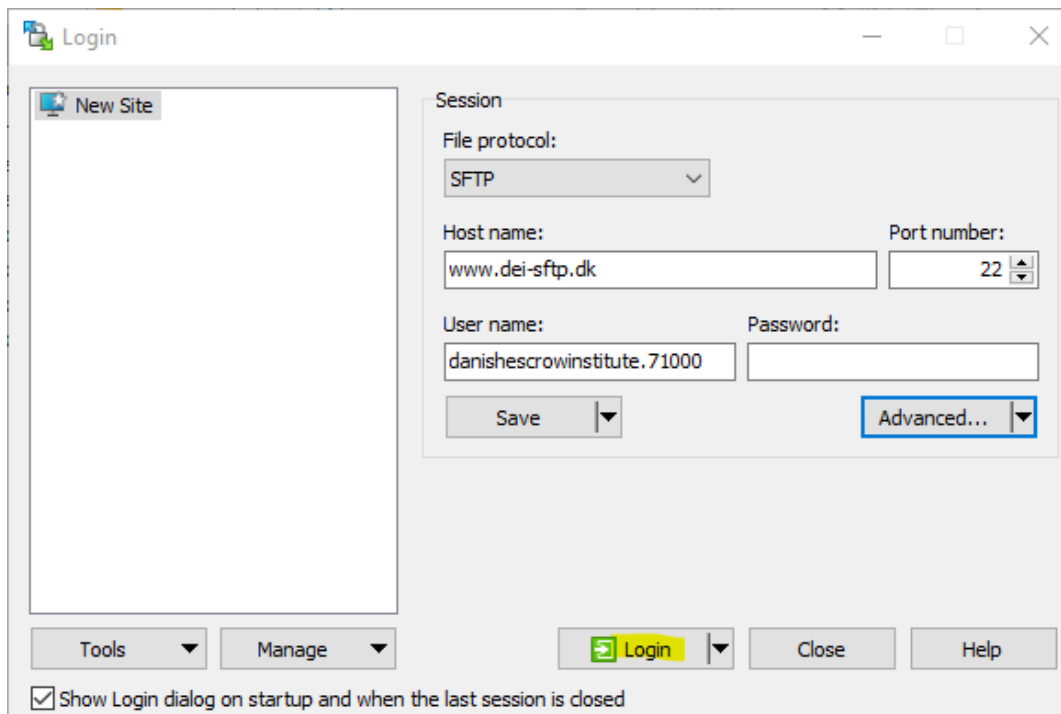 Login
New Site
Session
File protocol:
SFTP
Host name:
Port number:
www.dei-sftp.dk
22
User name:
Password:
danishescrowinstitute.71000
Save
Advanced...
Tools
Manage
Login
Close
Help
Show Login dialog on startup and when the last session is closed